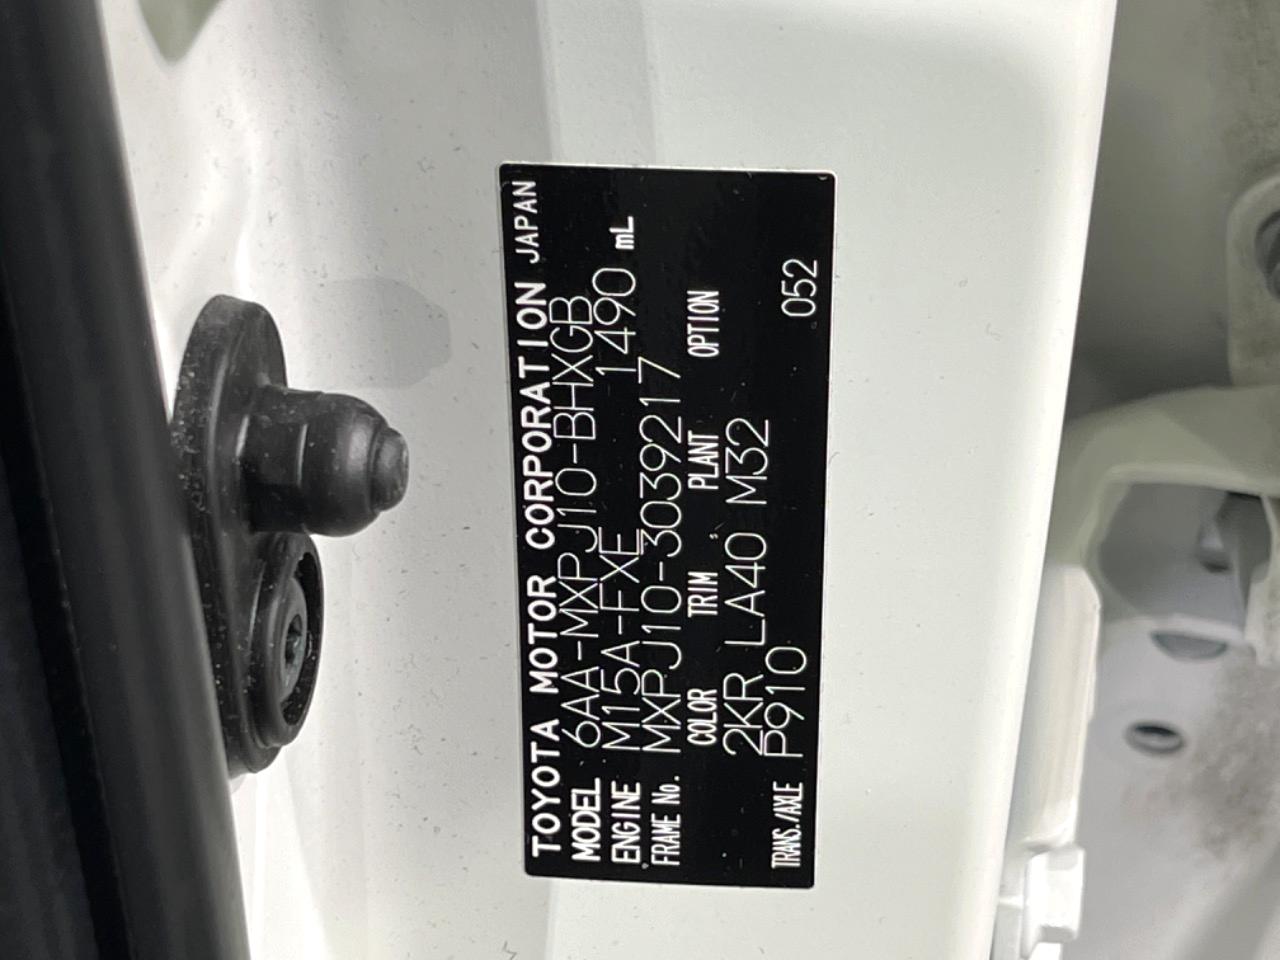 TOYOTA MOTOR CORPORATION JAPAN
MODEL 6AA-MXPJ10-BHXGB
ENGINE M15A-FXE 1490 mL
FRAME No. MXPJ10-3039217
COLOR TRIM PLANT OPTION
2KR LA40 M32
TRANS./AXLE P910 052